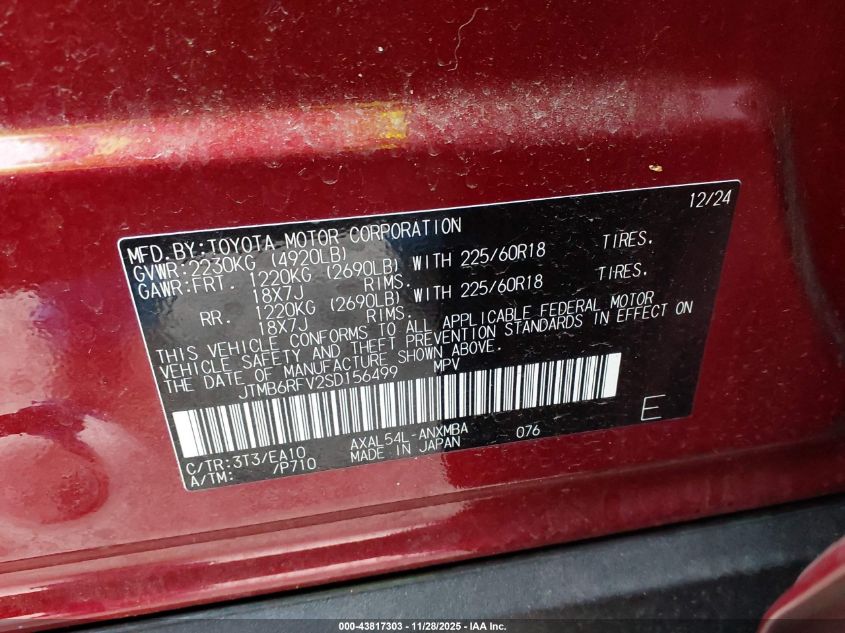 12/24
MFD.BY:TOYOTA MOTOR CORPORATION
GVWR:2230KG (4920LB)
GAWR:FRT. 1220KG (2690LB) WITH 225/60R18 TIRES.
18X7J RIMS.
RR. 1220KG (2690LB) WITH 225/60R18 TIRES.
18X7J RIMS.
THIS VEHICLE CONFORMS TO ALL APPLICABLE FEDERAL MOTOR
VEHICLE SAFETY AND THEFT PREVENTION STANDARDS IN EFFECT ON
THE DATE OF MANUFACTURE SHOWN ABOVE.
JTMB6RFV2SD156499 MPV
E
C/TR:3T3/EA10 AXAL54L-ANXMBA 076
A/TM: /P710 MADE IN JAPAN
000-43817303 — 11/28/2025 — IAA Inc.